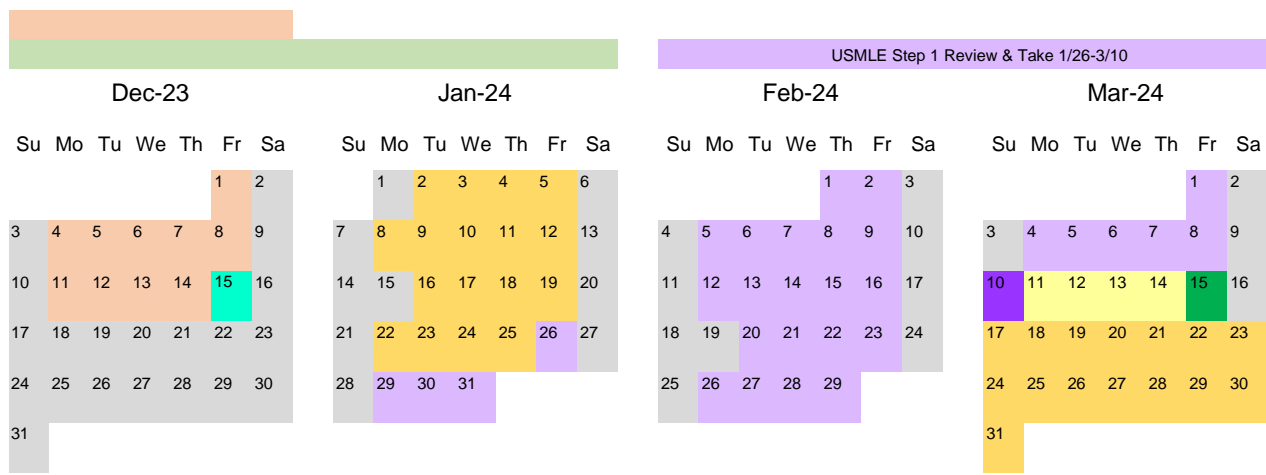 USMLE Step 1 Review & Take 1/26-3/10
Dec-23 Jan-24 Feb-24 Mar-24
Su Mo Tu We Th Fr Sa Su Mo Tu We Th Fr Sa Su Mo Tu We Th Fr Sa Su Mo Tu We Th Fr Sa
1 2 1 2 3 4 5 6 1 2 3 1 2
3 4 5 6 7 8 9 7 8 9 10 11 12 13 4 5 6 7 8 9 10 3 4 5 6 7 8 9
10 11 12 13 14 15 16 14 15 16 17 18 19 20 11 12 13 14 15 16 17 10 11 12 13 14 15 16
17 18 19 20 21 22 23 21 22 23 24 25 26 27 18 19 20 21 22 23 24 17 18 19 20 21 22 23
24 25 26 27 28 29 30 28 29 30 31 25 26 27 28 29 24 25 26 27 28 29 30
31 31